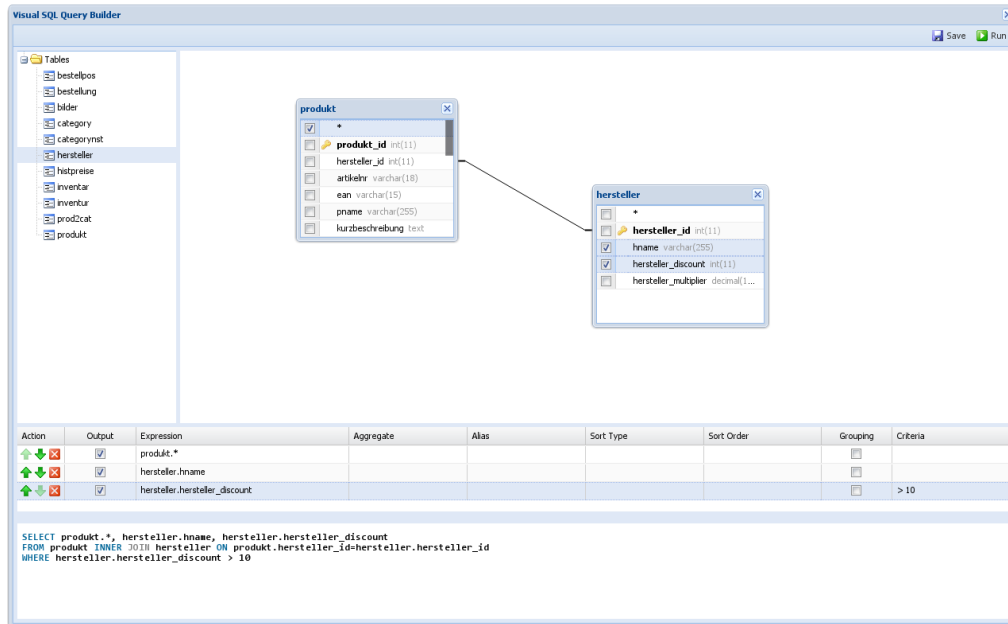 Visual SQL Query Builder
Save Run
Tables
bestellpos
bestellung
bilder
category
categorynst
hersteller
histpreise
inventar
inventur
prod2cat
produkt
produkt
*
produkt_id int(11)
hersteller_id int(11)
artikelnr varchar(18)
ean varchar(15)
pname varchar(255)
kurzbeschreibung text
hersteller
*
hersteller_id int(11)
hname varchar(255)
hersteller_discount int(11)
hersteller_multiplier decimal(1...
Action Output Expression Aggregate Alias Sort Type Sort Order Grouping Criteria
produkt.*
hersteller.hname
hersteller.hersteller_discount > 10
SELECT produkt.*, hersteller.hname, hersteller.hersteller_discount
FROM produkt INNER JOIN hersteller ON produkt.hersteller_id=hersteller.hersteller_id
WHERE hersteller.hersteller_discount > 10